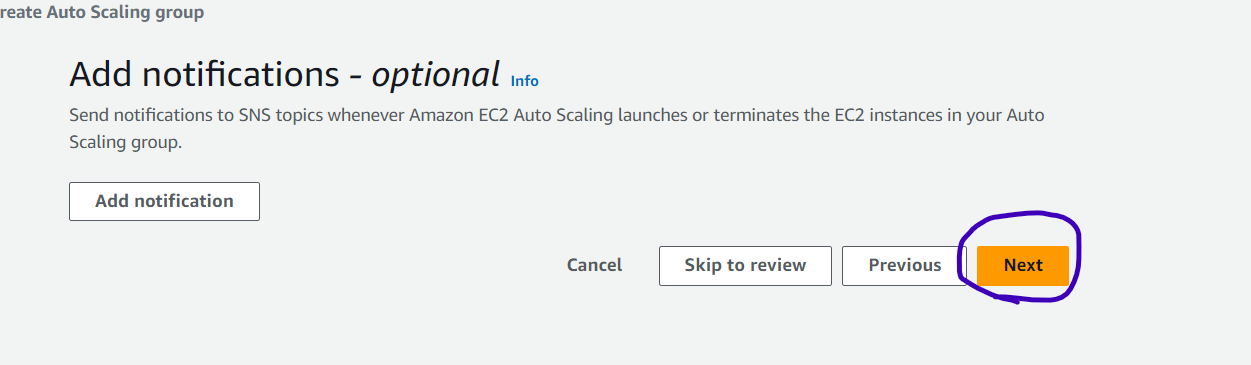 reate Auto Scaling group
Add notifications - optional Info
Send notifications to SNS topics whenever Amazon EC2 Auto Scaling launches or terminates the EC2 instances in your Auto
Scaling group.
Add notification
Cancel Skip to review Previous Next